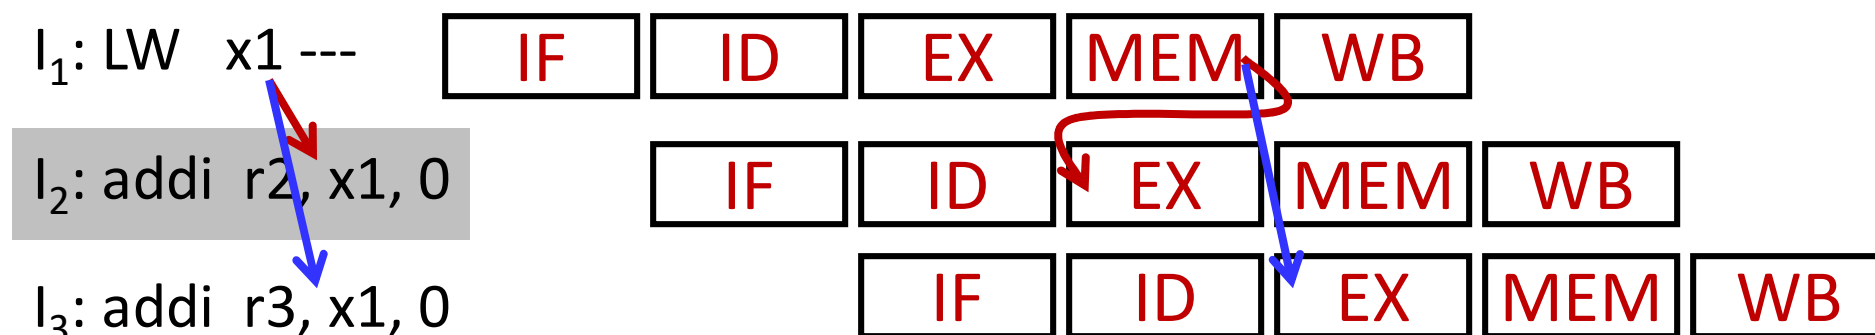 I₁: LW x1 --- IF ID EX MEM WB
I₂: addi r2, x1, 0 IF ID EX MEM WB
I₃: addi r3, x1, 0 IF ID EX MEM WB